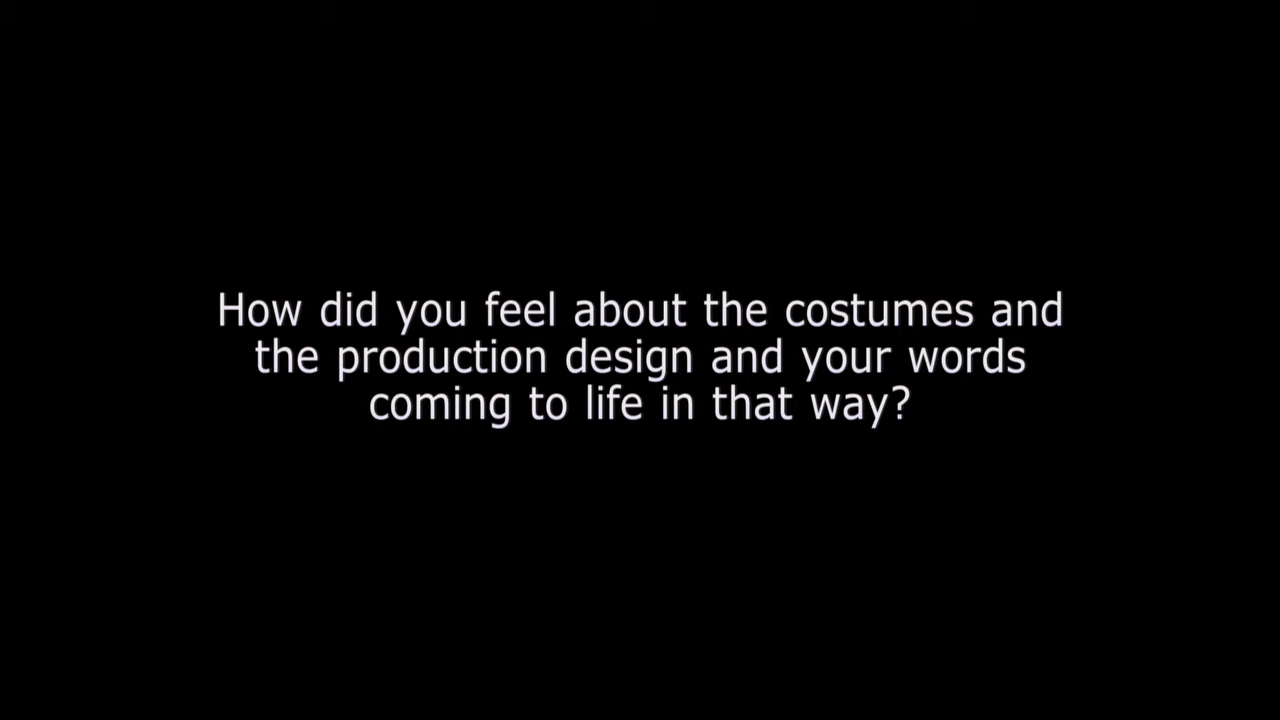 How did you feel about the costumes and
the production design and your words
coming to life in that way?